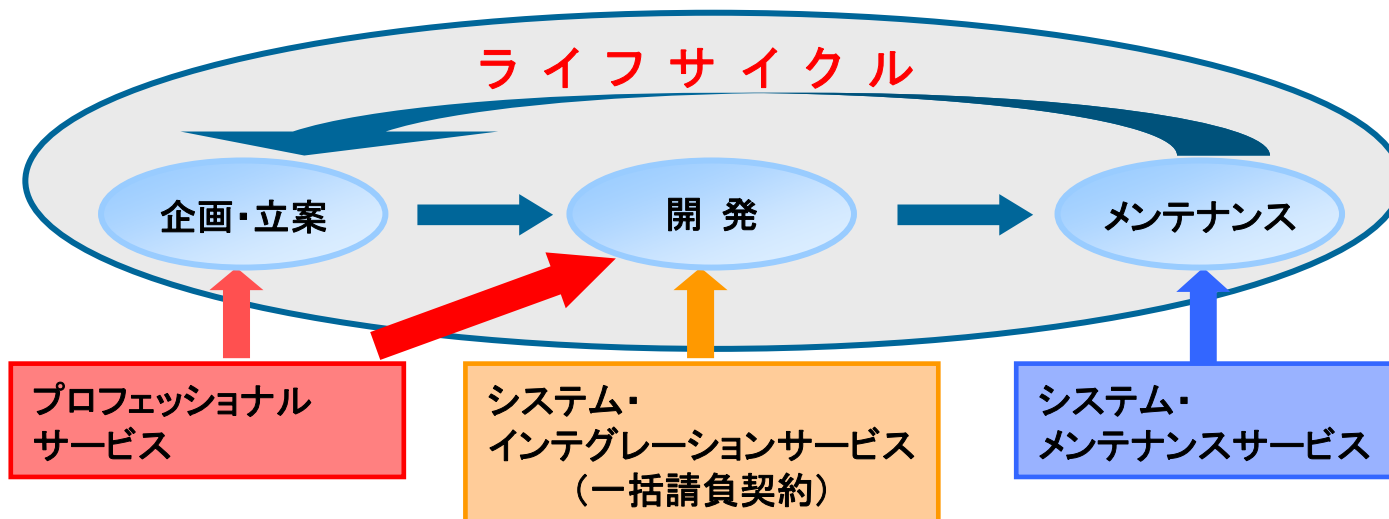 ライフサイクル
企画・立案
開 発
メンテナンス
プロフェッショナル
サービス
システム・
インテグレーションサービス
（一括請負契約）
システム・
メンテナンスサービス